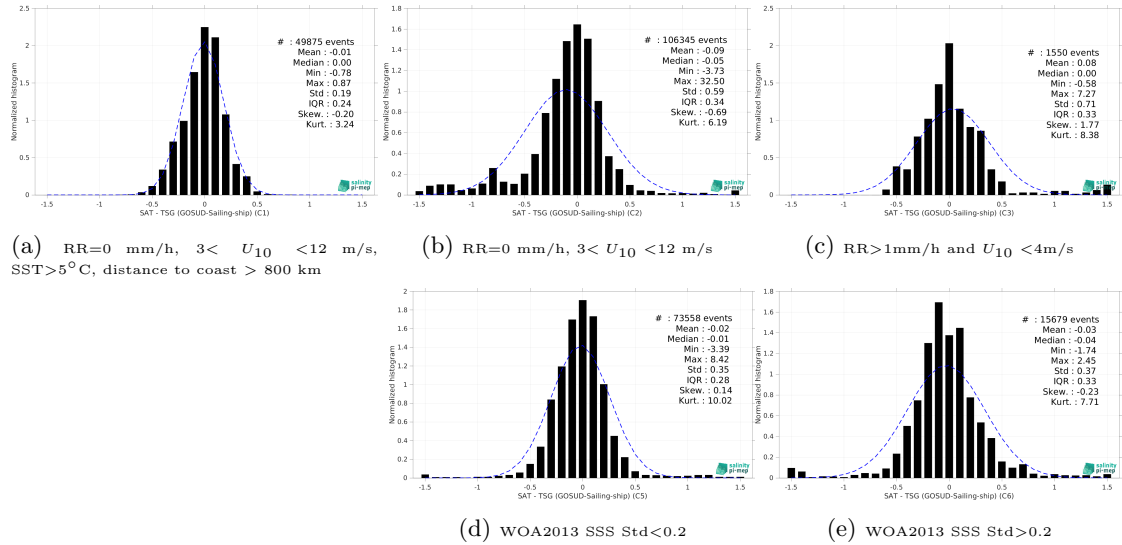 2.5
2
1.5
1
0.5
0
Normalized histogram
# : 49875 events
Mean : -0.01
Median : 0.00
Min : -0.78
Max : 0.87
Std : 0.19
IQR : 0.24
Skew. : -0.20
Kurt. : 3.24
salinity
pi-mep
-1.5 -1 -0.5 0 0.5 1 1.5
SAT - TSG (GOSUD-Sailing-ship) (C1)
(a) RR=0 mm/h, 3< U10 <12 m/s,
SST>5°C, distance to coast > 800 km
1.8
1.6
1.4
1.2
1
0.8
0.6
0.4
0.2
0
Normalized histogram
# : 106345 events
Mean : -0.09
Median : -0.05
Min : -3.73
Max : 32.50
Std : 0.59
IQR : 0.34
Skew. : -0.69
Kurt. : 6.19
salinity
pi-mep
-1.5 -1 -0.5 0 0.5 1 1.5
SAT - TSG (GOSUD-Sailing-ship) (C2)
(b) RR=0 mm/h, 3< U10 <12 m/s
2.5
2
1.5
1
0.5
0
Normalized histogram
# : 1550 events
Mean : 0.08
Median : 0.00
Min : -0.58
Max : 7.27
Std : 0.71
IQR : 0.33
Skew. : 1.77
Kurt. : 8.38
salinity
pi-mep
-1.5 -1 -0.5 0 0.5 1 1.5
SAT - TSG (GOSUD-Sailing-ship) (C3)
(c) RR>1mm/h and U10 <4m/s
2
1.8
1.6
1.4
1.2
1
0.8
0.6
0.4
0.2
0
Normalized histogram
# : 73558 events
Mean : -0.02
Median : -0.01
Min : -3.39
Max : 8.42
Std : 0.35
IQR : 0.28
Skew. : 0.14
Kurt. : 10.02
salinity
pi-mep
-1.5 -1 -0.5 0 0.5 1 1.5
SAT - TSG (GOSUD-Sailing-ship) (C5)
(d) WOA2013 SSS Std<0.2
1.8
1.6
1.4
1.2
1
0.8
0.6
0.4
0.2
0
Normalized histogram
# : 15679 events
Mean : -0.03
Median : -0.04
Min : -1.74
Max : 2.45
Std : 0.37
IQR : 0.33
Skew. : -0.23
Kurt. : 7.71
salinity
pi-mep
-1.5 -1 -0.5 0 0.5 1 1.5
SAT - TSG (GOSUD-Sailing-ship) (C6)
(e) WOA2013 SSS Std>0.2